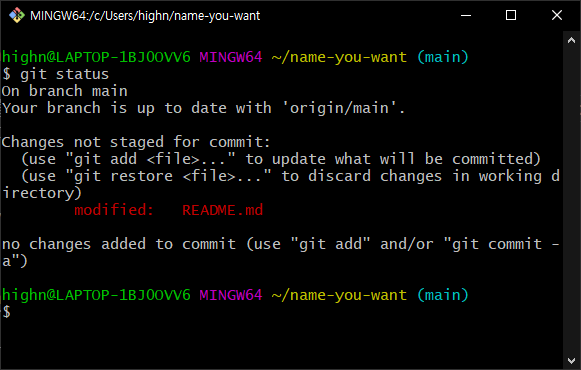 MINGW64:/c/Users/highn/name-you-want
highn@LAPTOP-1BJ0OVV6 MINGW64 ~/name-you-want (main)
$ git status
On branch main
Your branch is up to date with 'origin/main'.
Changes not staged for commit:
  (use "git add <file>..." to update what will be committed)
  (use "git restore <file>..." to discard changes in working d
irectory)
        modified:   README.md
no changes added to commit (use "git add" and/or "git commit -
a")
highn@LAPTOP-1BJ0OVV6 MINGW64 ~/name-you-want (main)
$